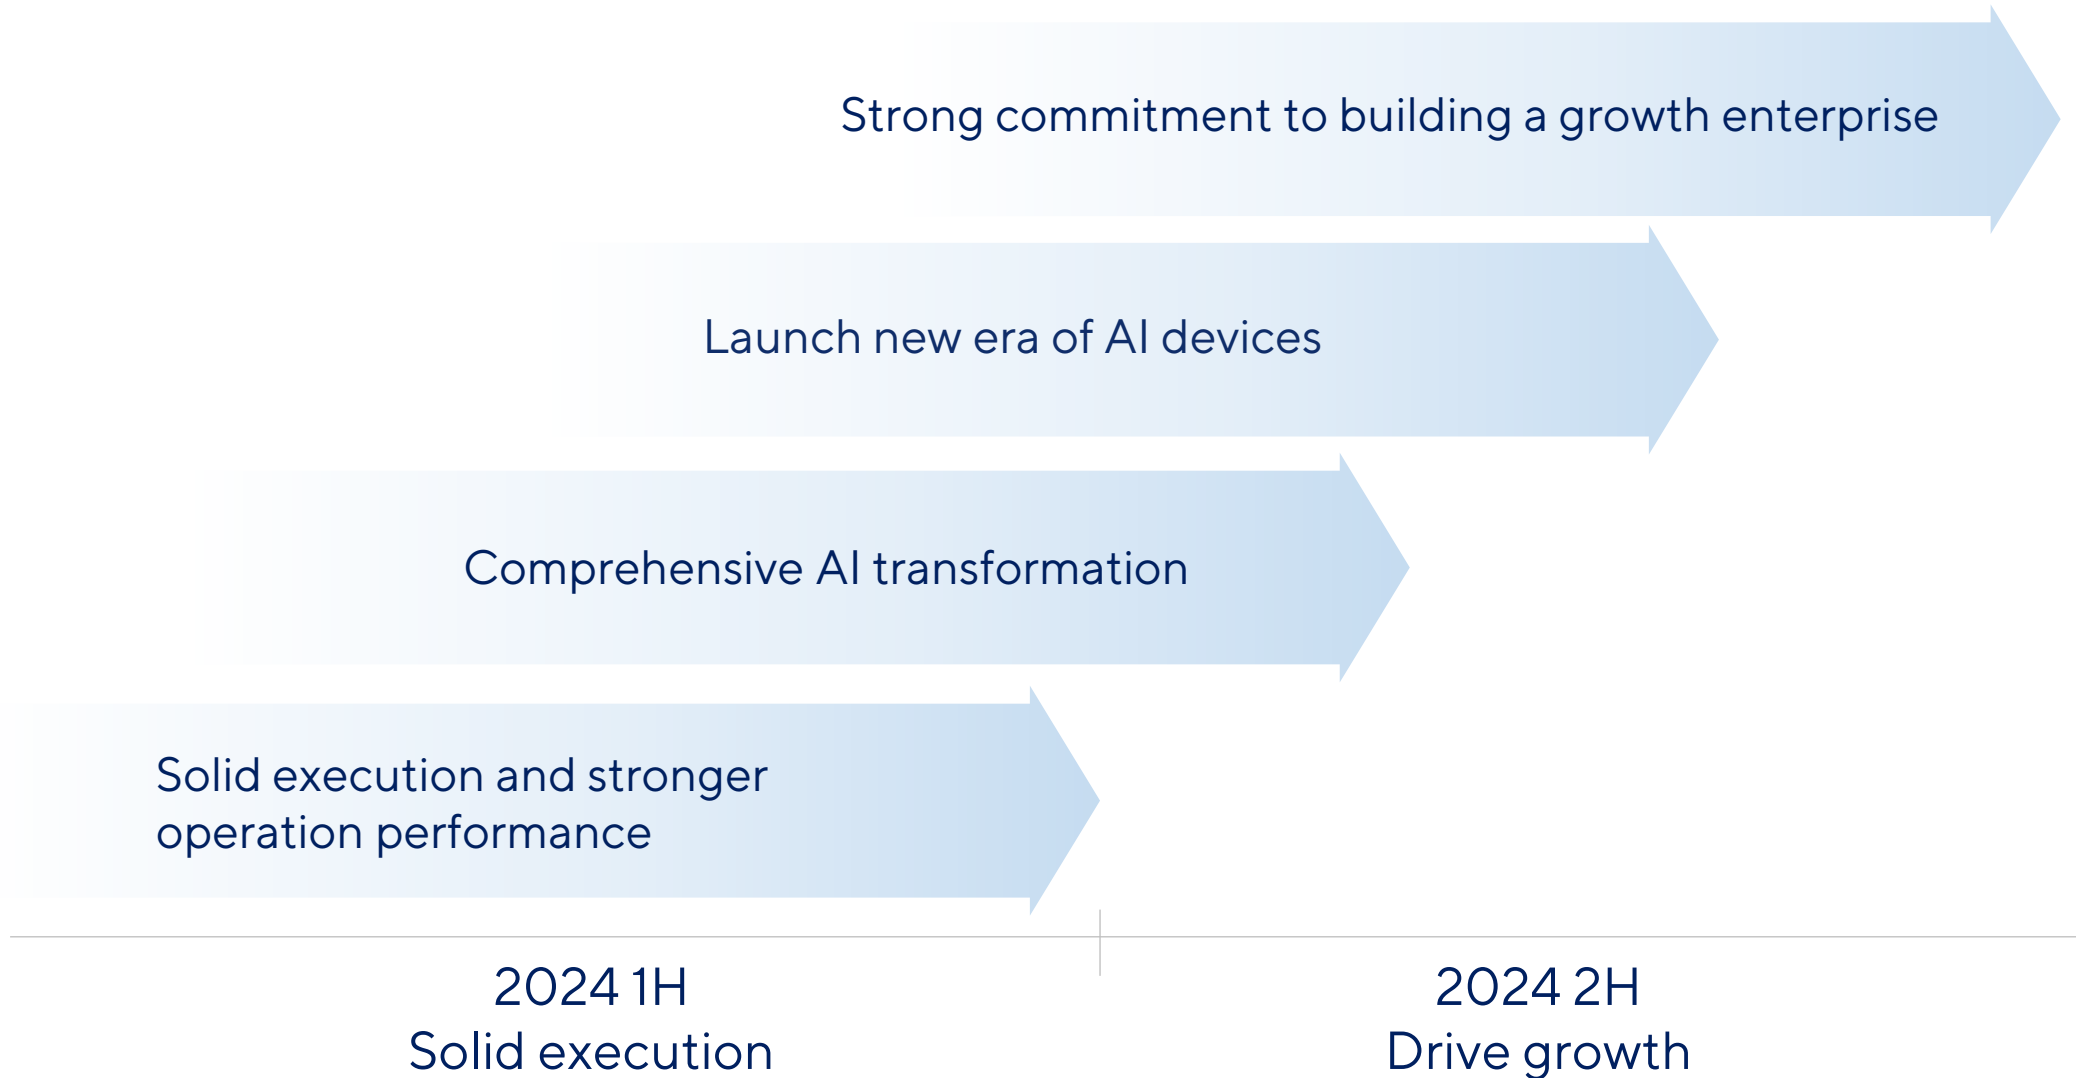 Strong commitment to building a growth enterprise
Launch new era of AI devices
Comprehensive AI transformation
Solid execution and stronger
operation performance
2024 1H
Solid execution
2024 2H
Drive growth